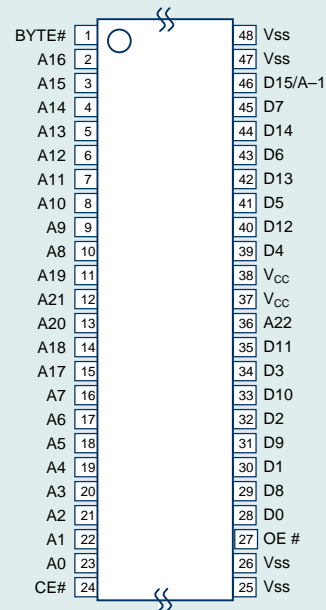 BYTE# 1 48 Vss
A16 2 47 Vss
A15 3 46 D15/A–1
A14 4 45 D7
A13 5 44 D14
A12 6 43 D6
A11 7 42 D13
A10 8 41 D5
A9 9 40 D12
A8 10 39 D4
A19 11 38 VCC
A21 12 37 VCC
A20 13 36 A22
A18 14 35 D11
A17 15 34 D3
A7 16 33 D10
A6 17 32 D2
A5 18 31 D9
A4 19 30 D1
A3 20 29 D8
A2 21 28 D0
A1 22 27 OE #
A0 23 26 Vss
CE# 24 25 Vss